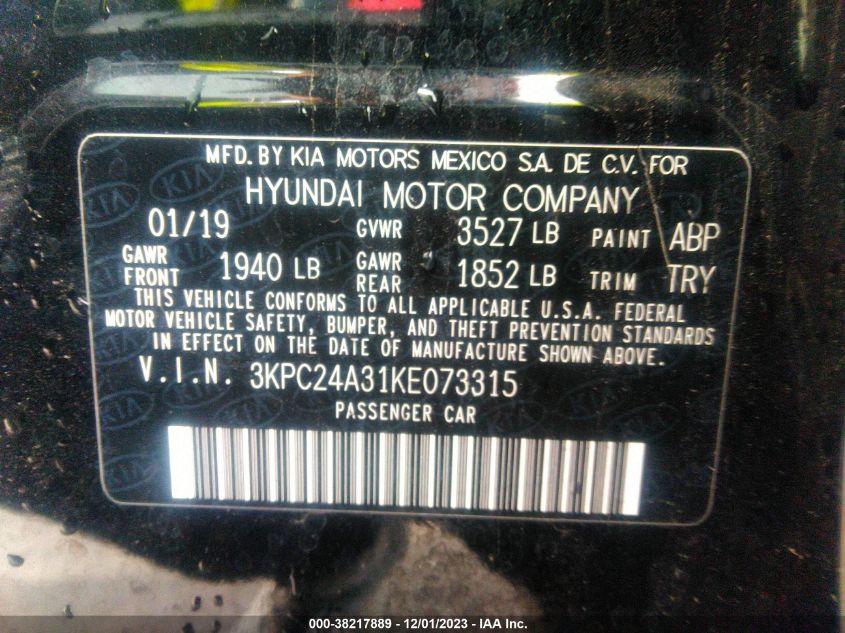 MFD. BY KIA MOTORS MEXICO S.A. DE C.V. FOR
HYUNDAI MOTOR COMPANY
01/19 GVWR 3527 LB PAINT ABP
GAWR FRONT 1940 LB GAWR REAR 1852 LB TRIM TRY
THIS VEHICLE CONFORMS TO ALL APPLICABLE U.S.A. FEDERAL
MOTOR VEHICLE SAFETY, BUMPER, AND THEFT PREVENTION STANDARDS
IN EFFECT ON THE DATE OF MANUFACTURE SHOWN ABOVE.
V.I.N. 3KPC24A31KE073315
PASSENGER CAR
000-38217889 - 12/01/2023 - IAA Inc.